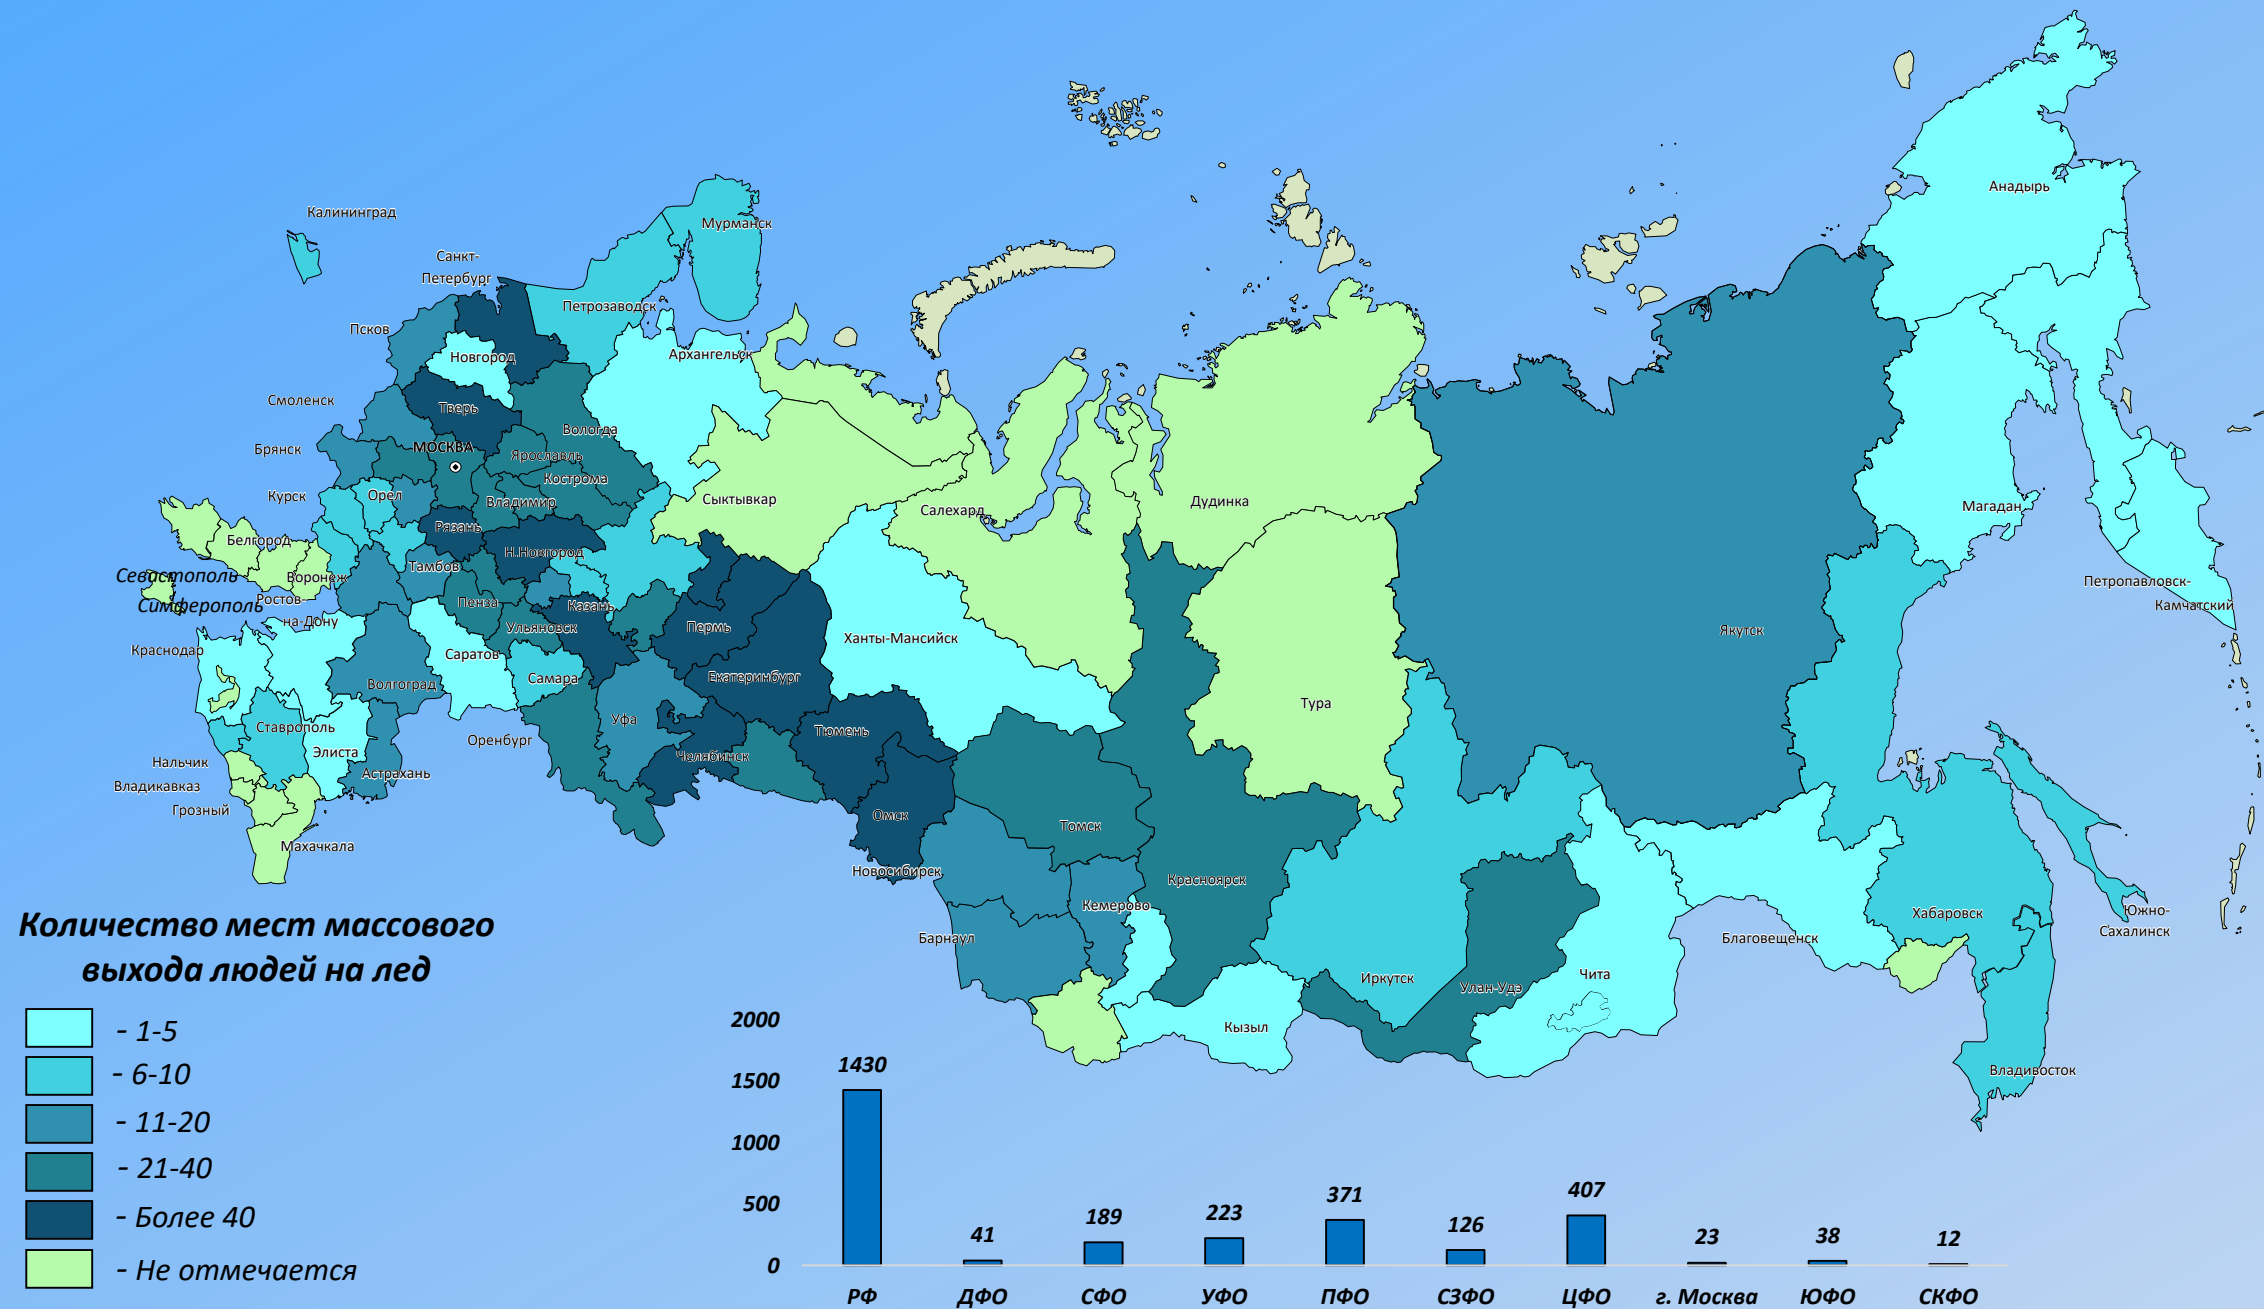 Анадырь
Калининград
Мурманск
Санкт-
Петербург
Петрозаводск
Псков
Новгород
Архангельск
Смоленск
Тверь
Вологда
Брянск
МОСКВА
Ярославль
Кострома
Курск
Орёл
Владимир
Сыктывкар
Салехард
Дудинка
Магадан
Рязань
Белгород
Н.Новгород
Севастополь
Воронеж
Тамбов
Симферополь
Ростов-
на-Дону
Пенза
Казань
Петропавловск-
Камчатский
Ульяновск
Пермь
Ханты-Мансийск
Якутск
Краснодар
Саратов
Волгоград
Самара
Екатеринбург
Тура
Ставрополь
Уфа
Тюмень
Элиста
Оренбург
Челябинск
Нальчик
Астрахань
Владикавказ
Грозный
Омск
Томск
Махачкала
Новосибирск
Красноярск
Кемерово
Хабаровск
Южно-
Сахалинск
Барнаул
Благовещенск
Иркутск
Улан-Удэ
Чита
Кызыл
Владивосток
Количество мест массового
выхода людей на лед
- 1-5
- 6-10
- 11-20
- 21-40
- Более 40
- Не отмечается
2000
1500
1000
500
0
1430
41
189
223
371
126
407
23
38
12
РФ ДФО СФО УФО ПФО СЗФО ЦФО г. Москва ЮФО СКФО